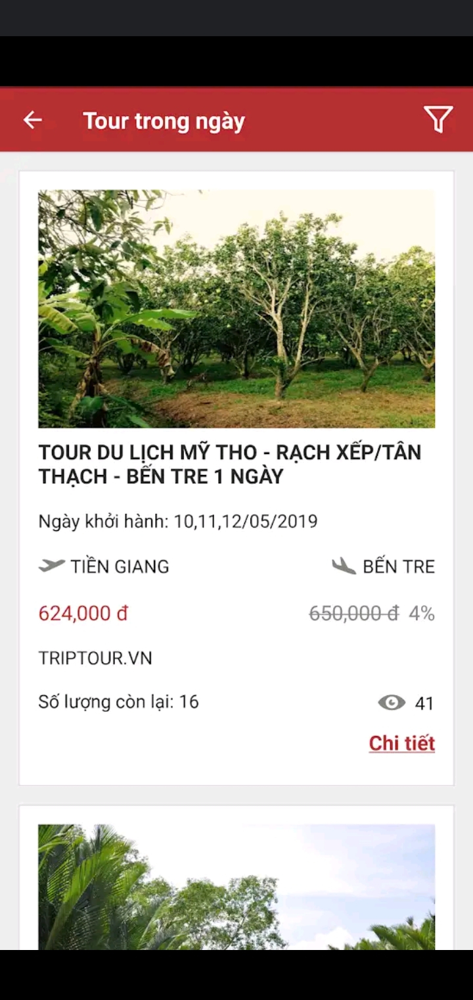 Tour trong ngày
TOUR DU LỊCH MỸ THO - RẠCH XẾP/TÂN
THẠCH - BẾN TRE 1 NGÀY
Ngày khởi hành: 10,11,12/05/2019
TIỀN GIANG BẾN TRE
624,000 đ 650,000 đ 4%
TRIPTOUR.VN
Số lượng còn lại: 16 41
Chi tiết